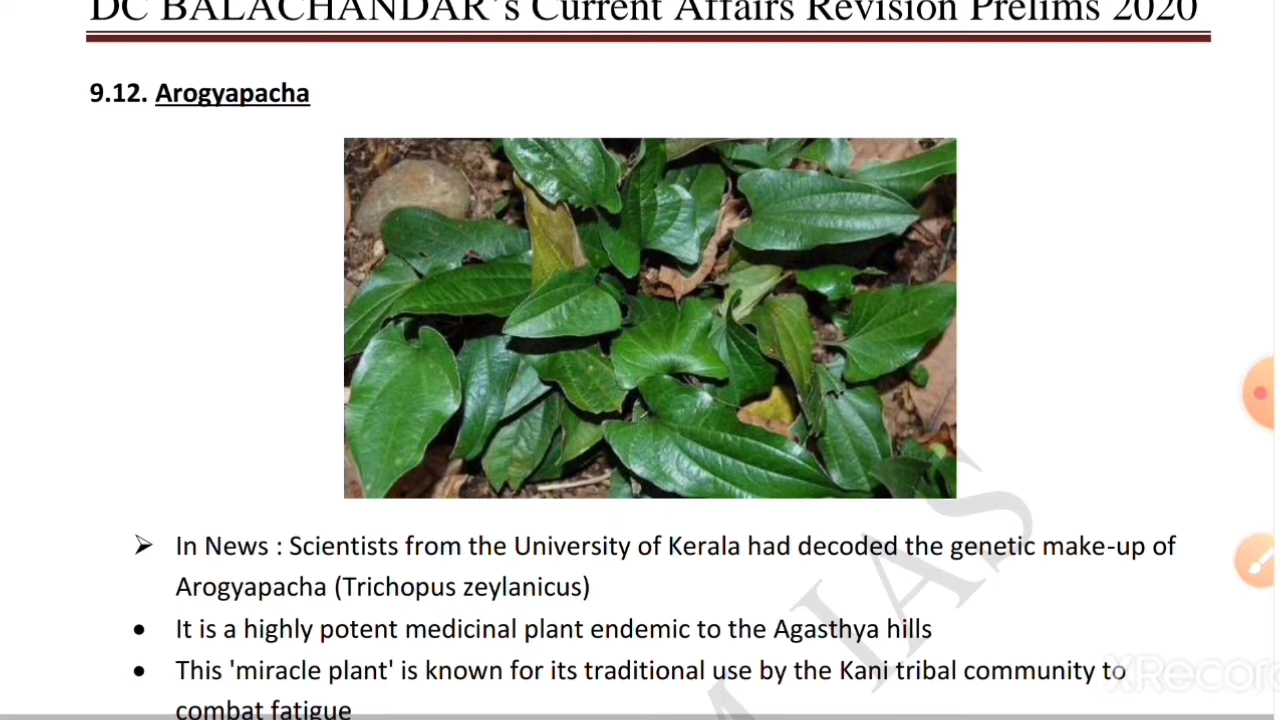 DC BALACHANDAR's Current Affairs Revision Prelims 2020
9.12. Arogyapacha
➢ In News : Scientists from the University of Kerala had decoded the genetic make-up of
Arogyapacha (Trichopus zeylanicus)
• It is a highly potent medicinal plant endemic to the Agasthya hills
• This 'miracle plant' is known for its traditional use by the Kani tribal community to
combat fatigue
IAS
XRecorder